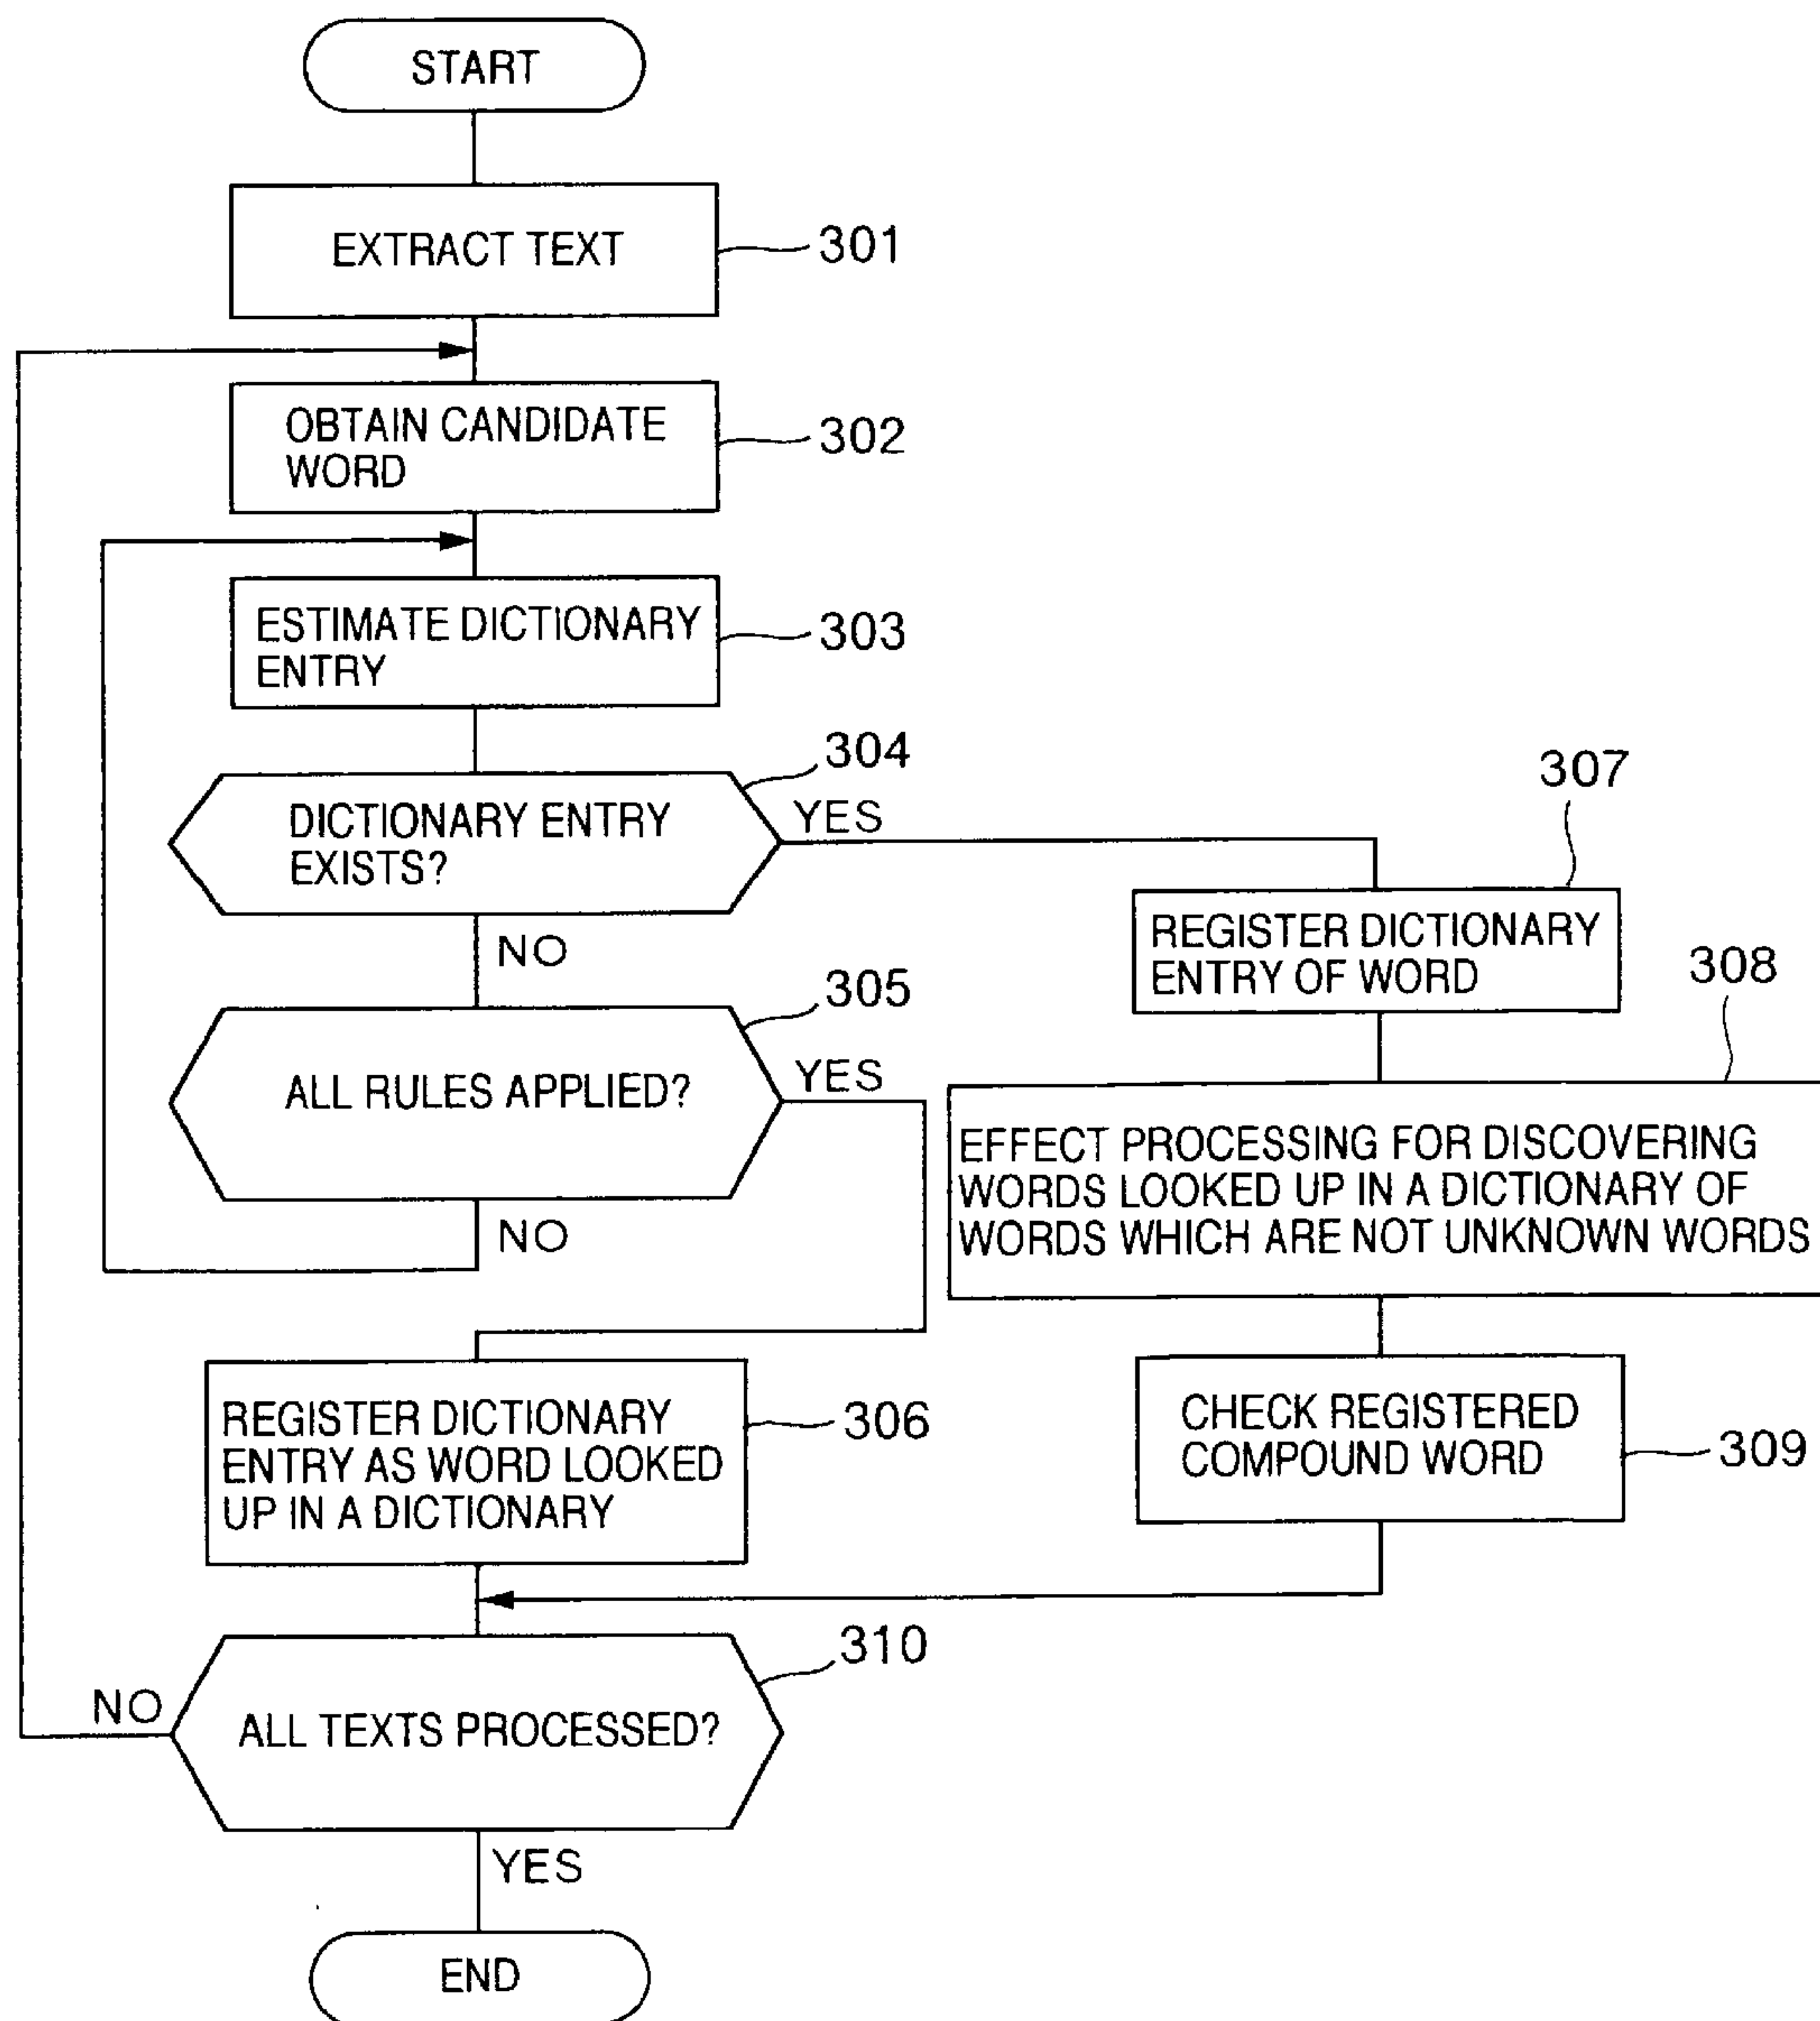 START
EXTRACT TEXT
301
OBTAIN CANDIDATE
WORD
302
ESTIMATE DICTIONARY
ENTRY
303
304
DICTIONARY ENTRY
EXISTS?
YES
NO
305
ALL RULES APPLIED?
YES
NO
REGISTER DICTIONARY
ENTRY AS WORD LOOKED
UP IN A DICTIONARY
306
307
REGISTER DICTIONARY
ENTRY OF WORD
308
EFFECT PROCESSING FOR DISCOVERING
WORDS LOOKED UP IN A DICTIONARY OF
WORDS WHICH ARE NOT UNKNOWN WORDS
CHECK REGISTERED
COMPOUND WORD
309
310
ALL TEXTS PROCESSED?
NO
YES
END